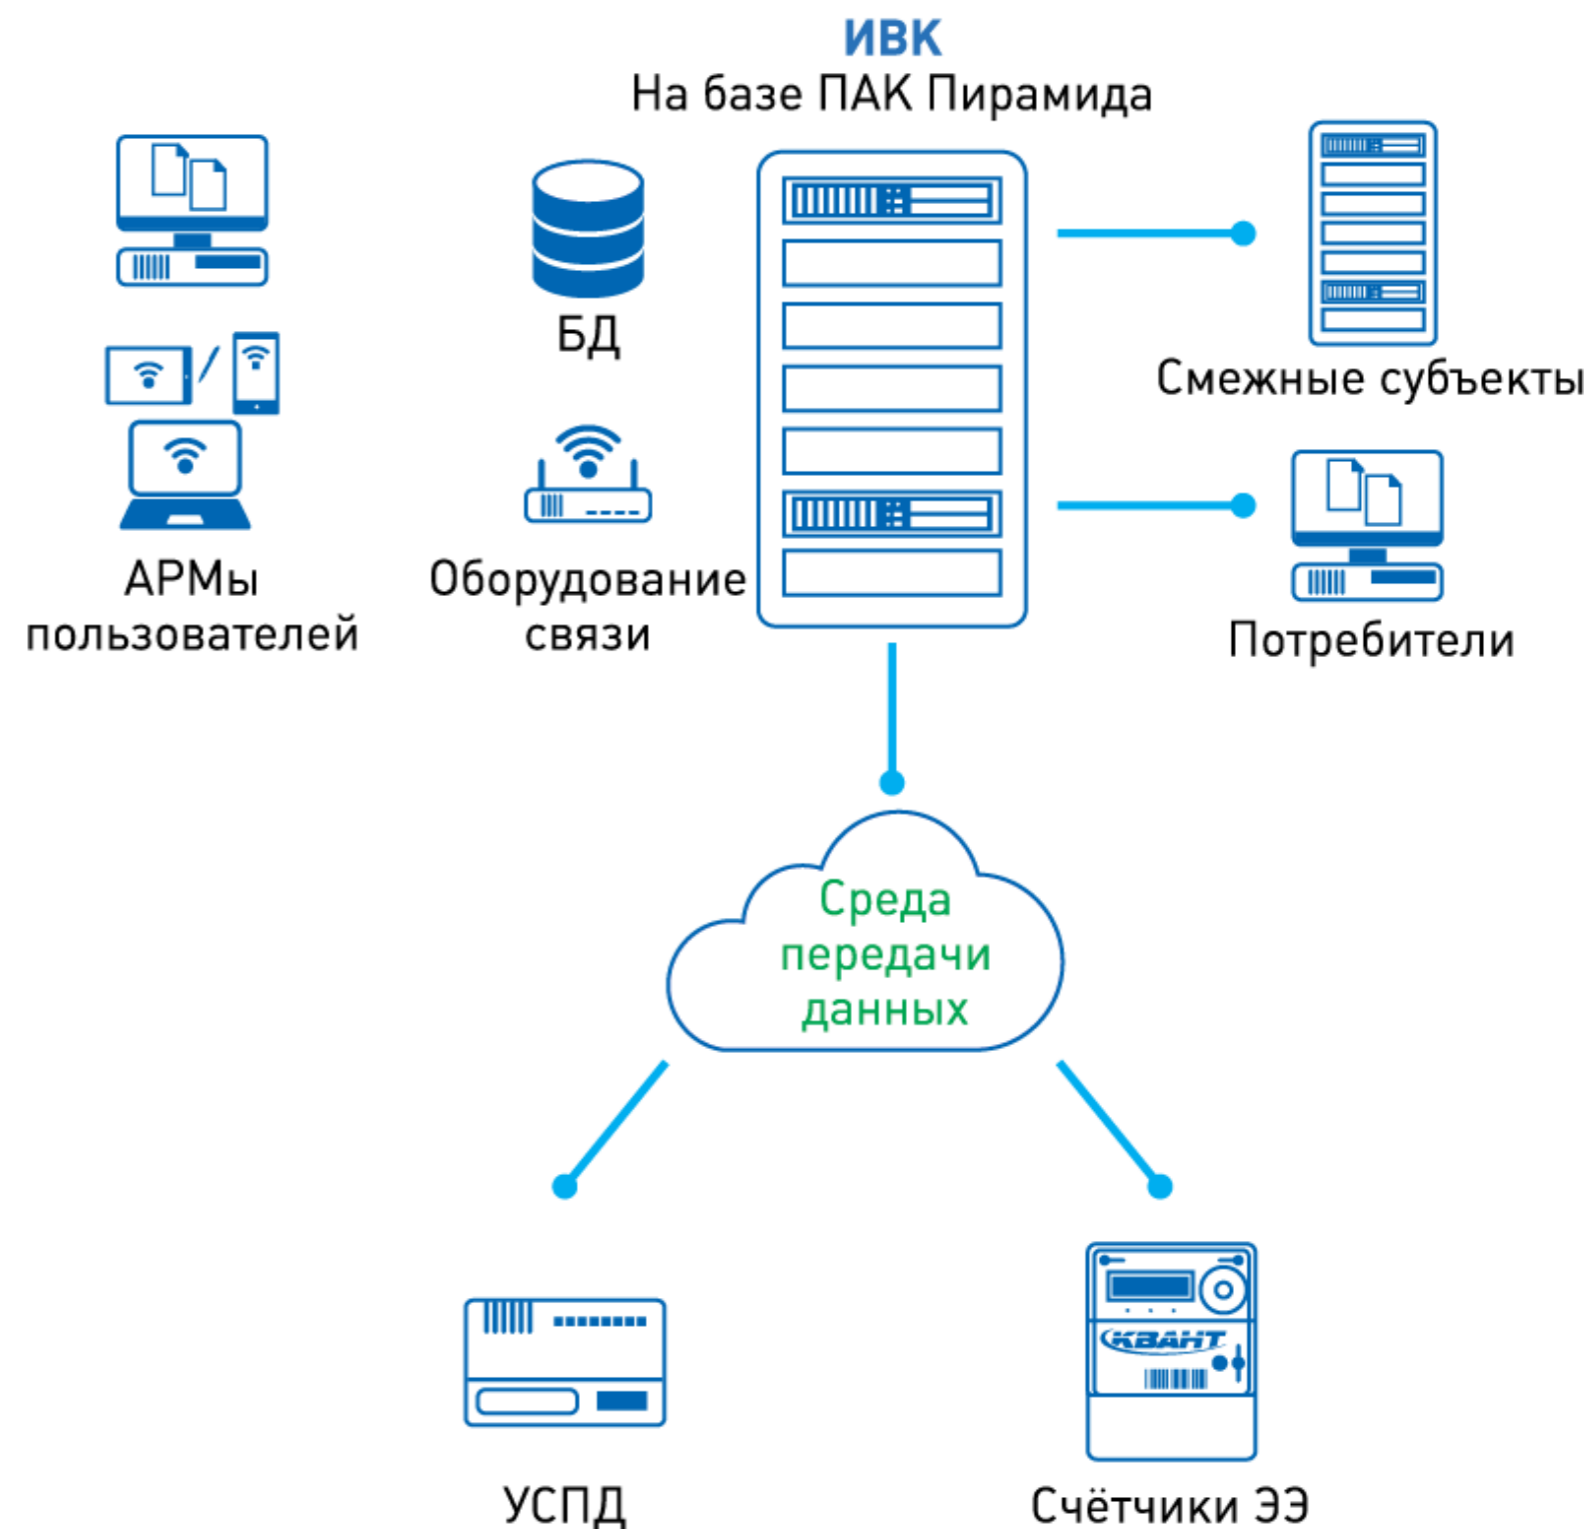 ИВК
На базе ПАК Пирамида
БД
Смежные субъекты
АРМы
пользователей
Оборудование
связи
Потребители
Среда
передачи
данных
КВАНТ
УСПД
Счётчики ЭЭ